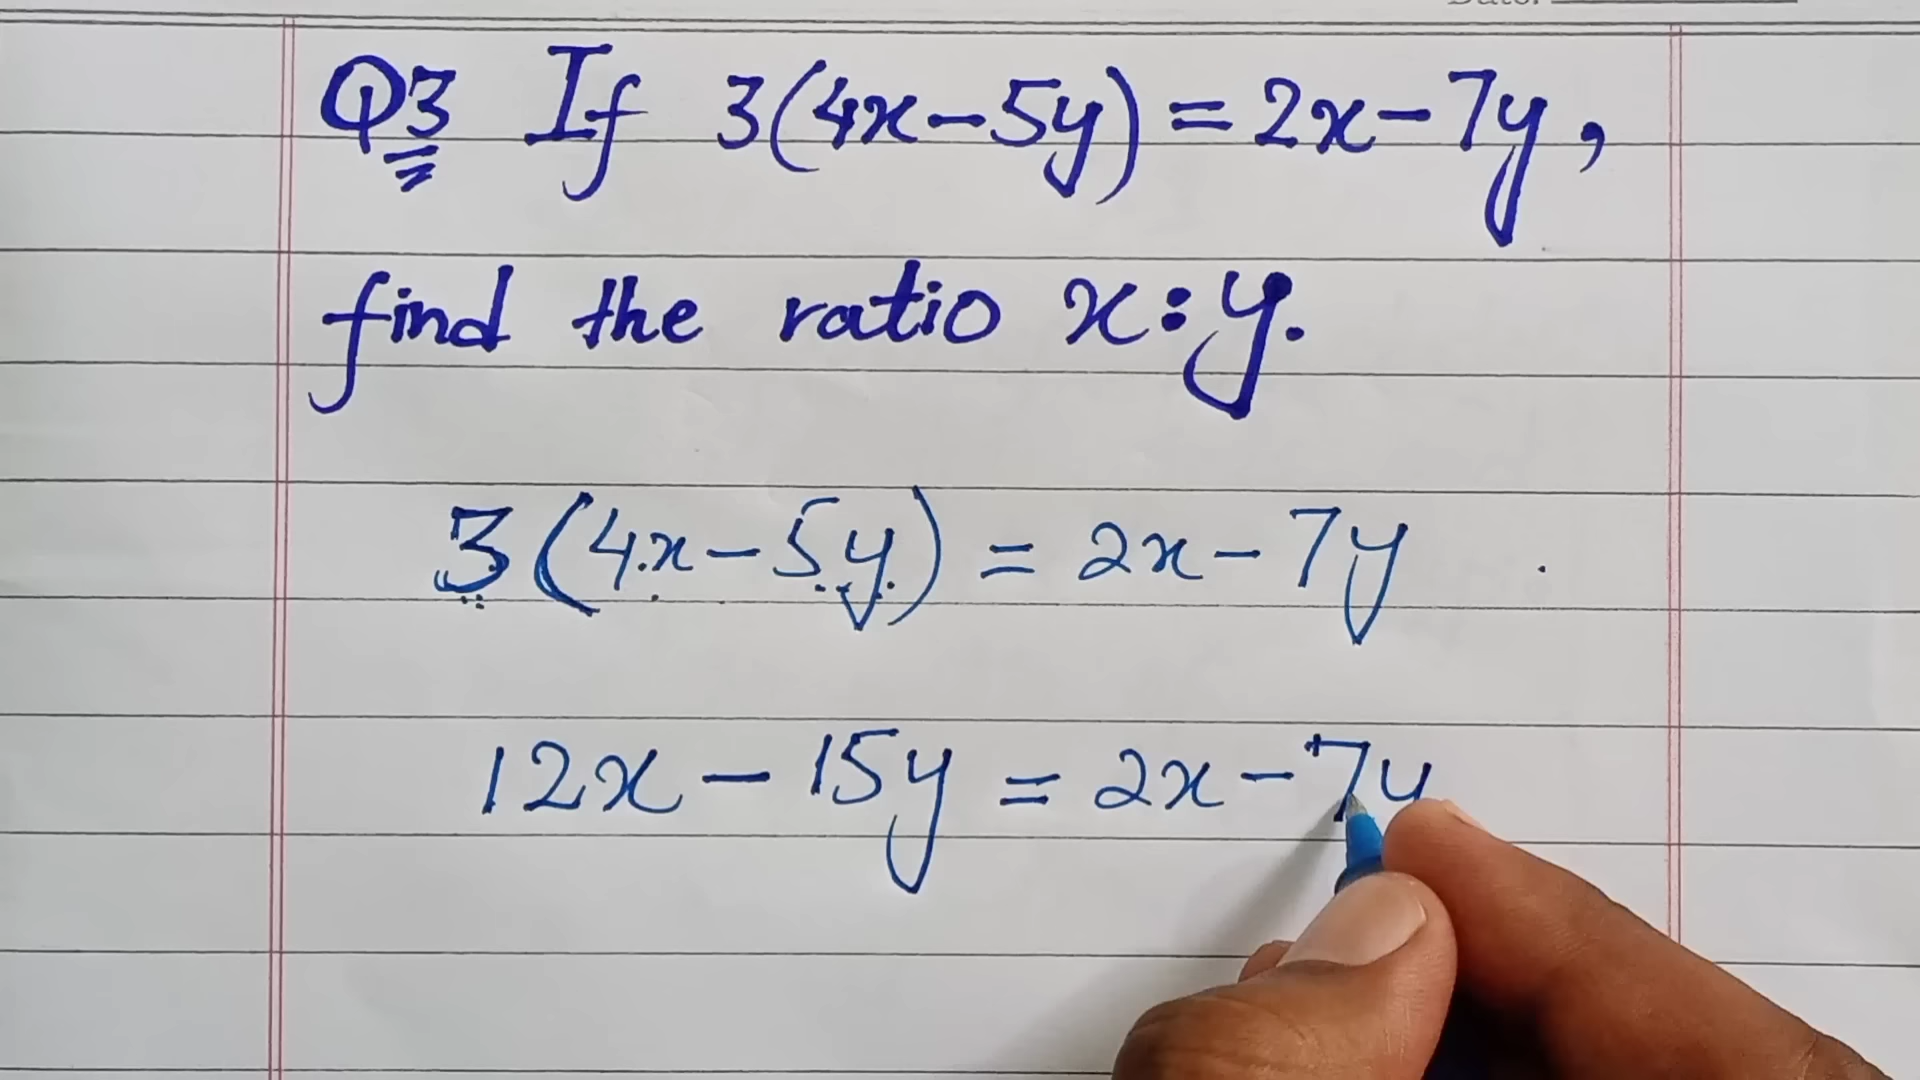 Q3 If 3(4x-5y) = 2x-7y,
find the ratio x:y.
3(4x-5y) = 2x-7y
12x - 15y = 2x-7y